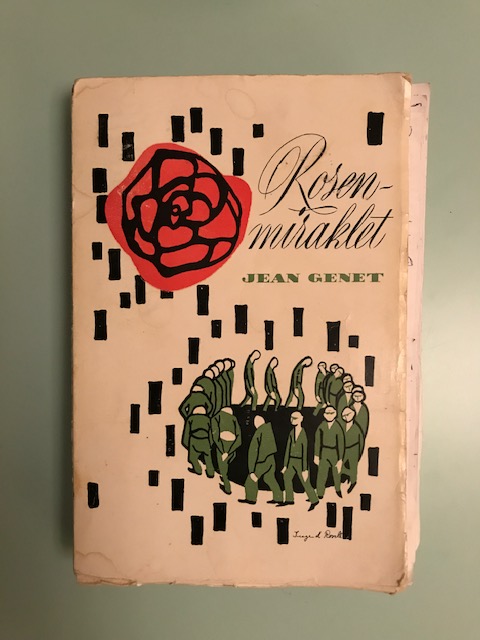 Rosen-
miraklet
JEAN GENET